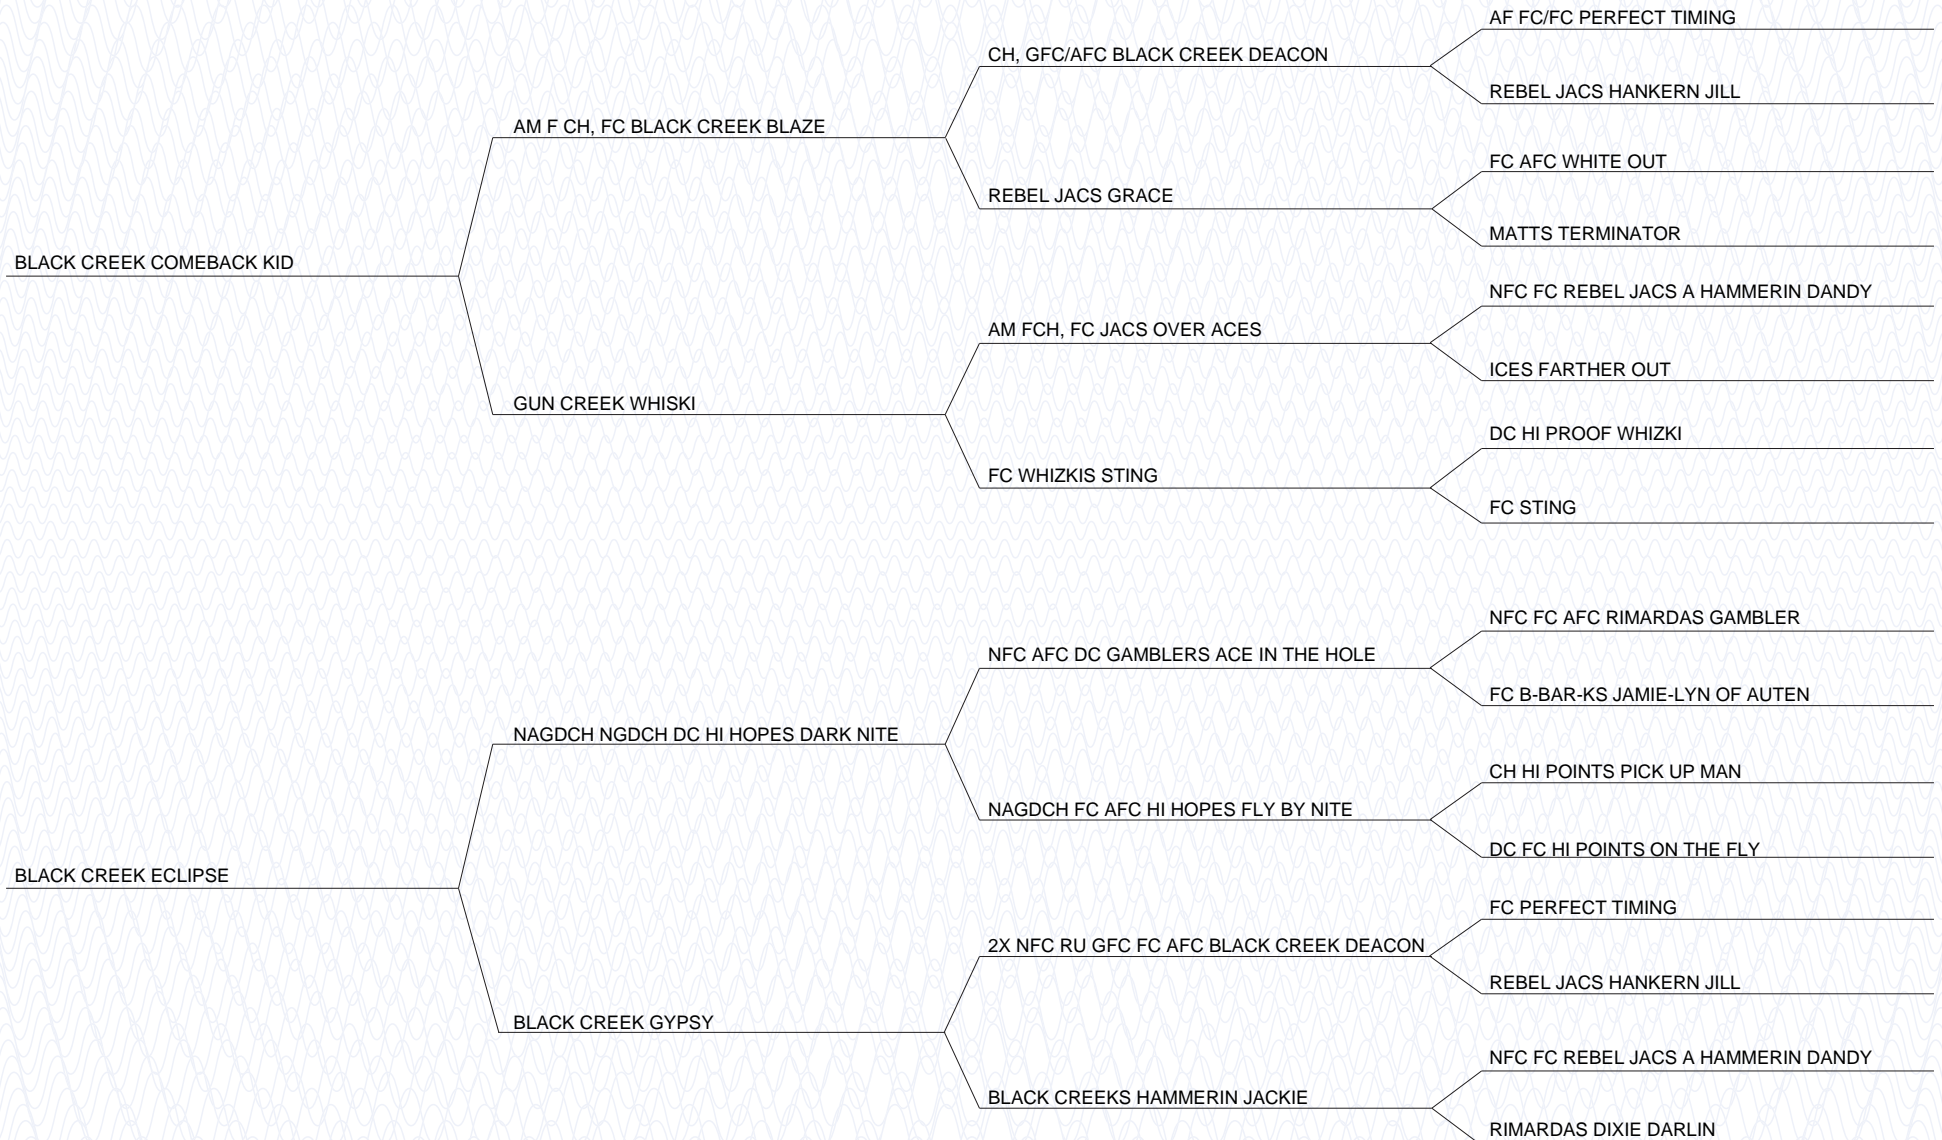 AF FC/FC PERFECT TIMING
CH, GFC/AFC BLACK CREEK DEACON
REBEL JACS HANKERN JILL
AM F CH, FC BLACK CREEK BLAZE
FC AFC WHITE OUT
REBEL JACS GRACE
MATTS TERMINATOR
BLACK CREEK COMEBACK KID
NFC FC REBEL JACS A HAMMERIN DANDY
AM FCH, FC JACS OVER ACES
ICES FARTHER OUT
GUN CREEK WHISKI
DC HI PROOF WHIZKI
FC WHIZKIS STING
FC STING
NFC FC AFC RIMARDAS GAMBLER
NFC AFC DC GAMBLERS ACE IN THE HOLE
FC B-BAR-KS JAMIE-LYN OF AUTEN
NAGDCH NGDCH DC HI HOPES DARK NITE
CH HI POINTS PICK UP MAN
NAGDCH FC AFC HI HOPES FLY BY NITE
DC FC HI POINTS ON THE FLY
BLACK CREEK ECLIPSE
FC PERFECT TIMING
2X NFC RU GFC FC AFC BLACK CREEK DEACON
REBEL JACS HANKERN JILL
BLACK CREEK GYPSY
NFC FC REBEL JACS A HAMMERIN DANDY
BLACK CREEKS HAMMERIN JACKIE
RIMARDAS DIXIE DARLIN